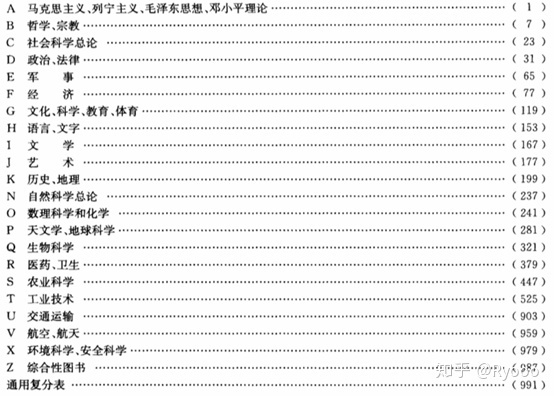 A 马克思主义、列宁主义、毛泽东思想、邓小平理论 ( 1 )
B 哲学、宗教 ( 7 )
C 社会科学总论 ( 23 )
D 政治、法律 ( 31 )
E 军 事 ( 65 )
F 经 济 ( 77 )
G 文化、科学、教育、体育 ( 119 )
H 语言、文字 ( 153 )
I 文 学 ( 167 )
J 艺 术 ( 177 )
K 历史、地理 ( 199 )
N 自然科学总论 ( 237 )
O 数理科学和化学 ( 241 )
P 天文学、地球科学 ( 281 )
Q 生物科学 ( 321 )
R 医药、卫生 ( 379 )
S 农业科学 ( 447 )
T 工业技术 ( 525 )
U 交通运输 ( 903 )
V 航空、航天 ( 959 )
X 环境科学、安全科学 ( 979 )
Z 综合性图书 ( 987 )
通用复分表 ( 991 )
知乎